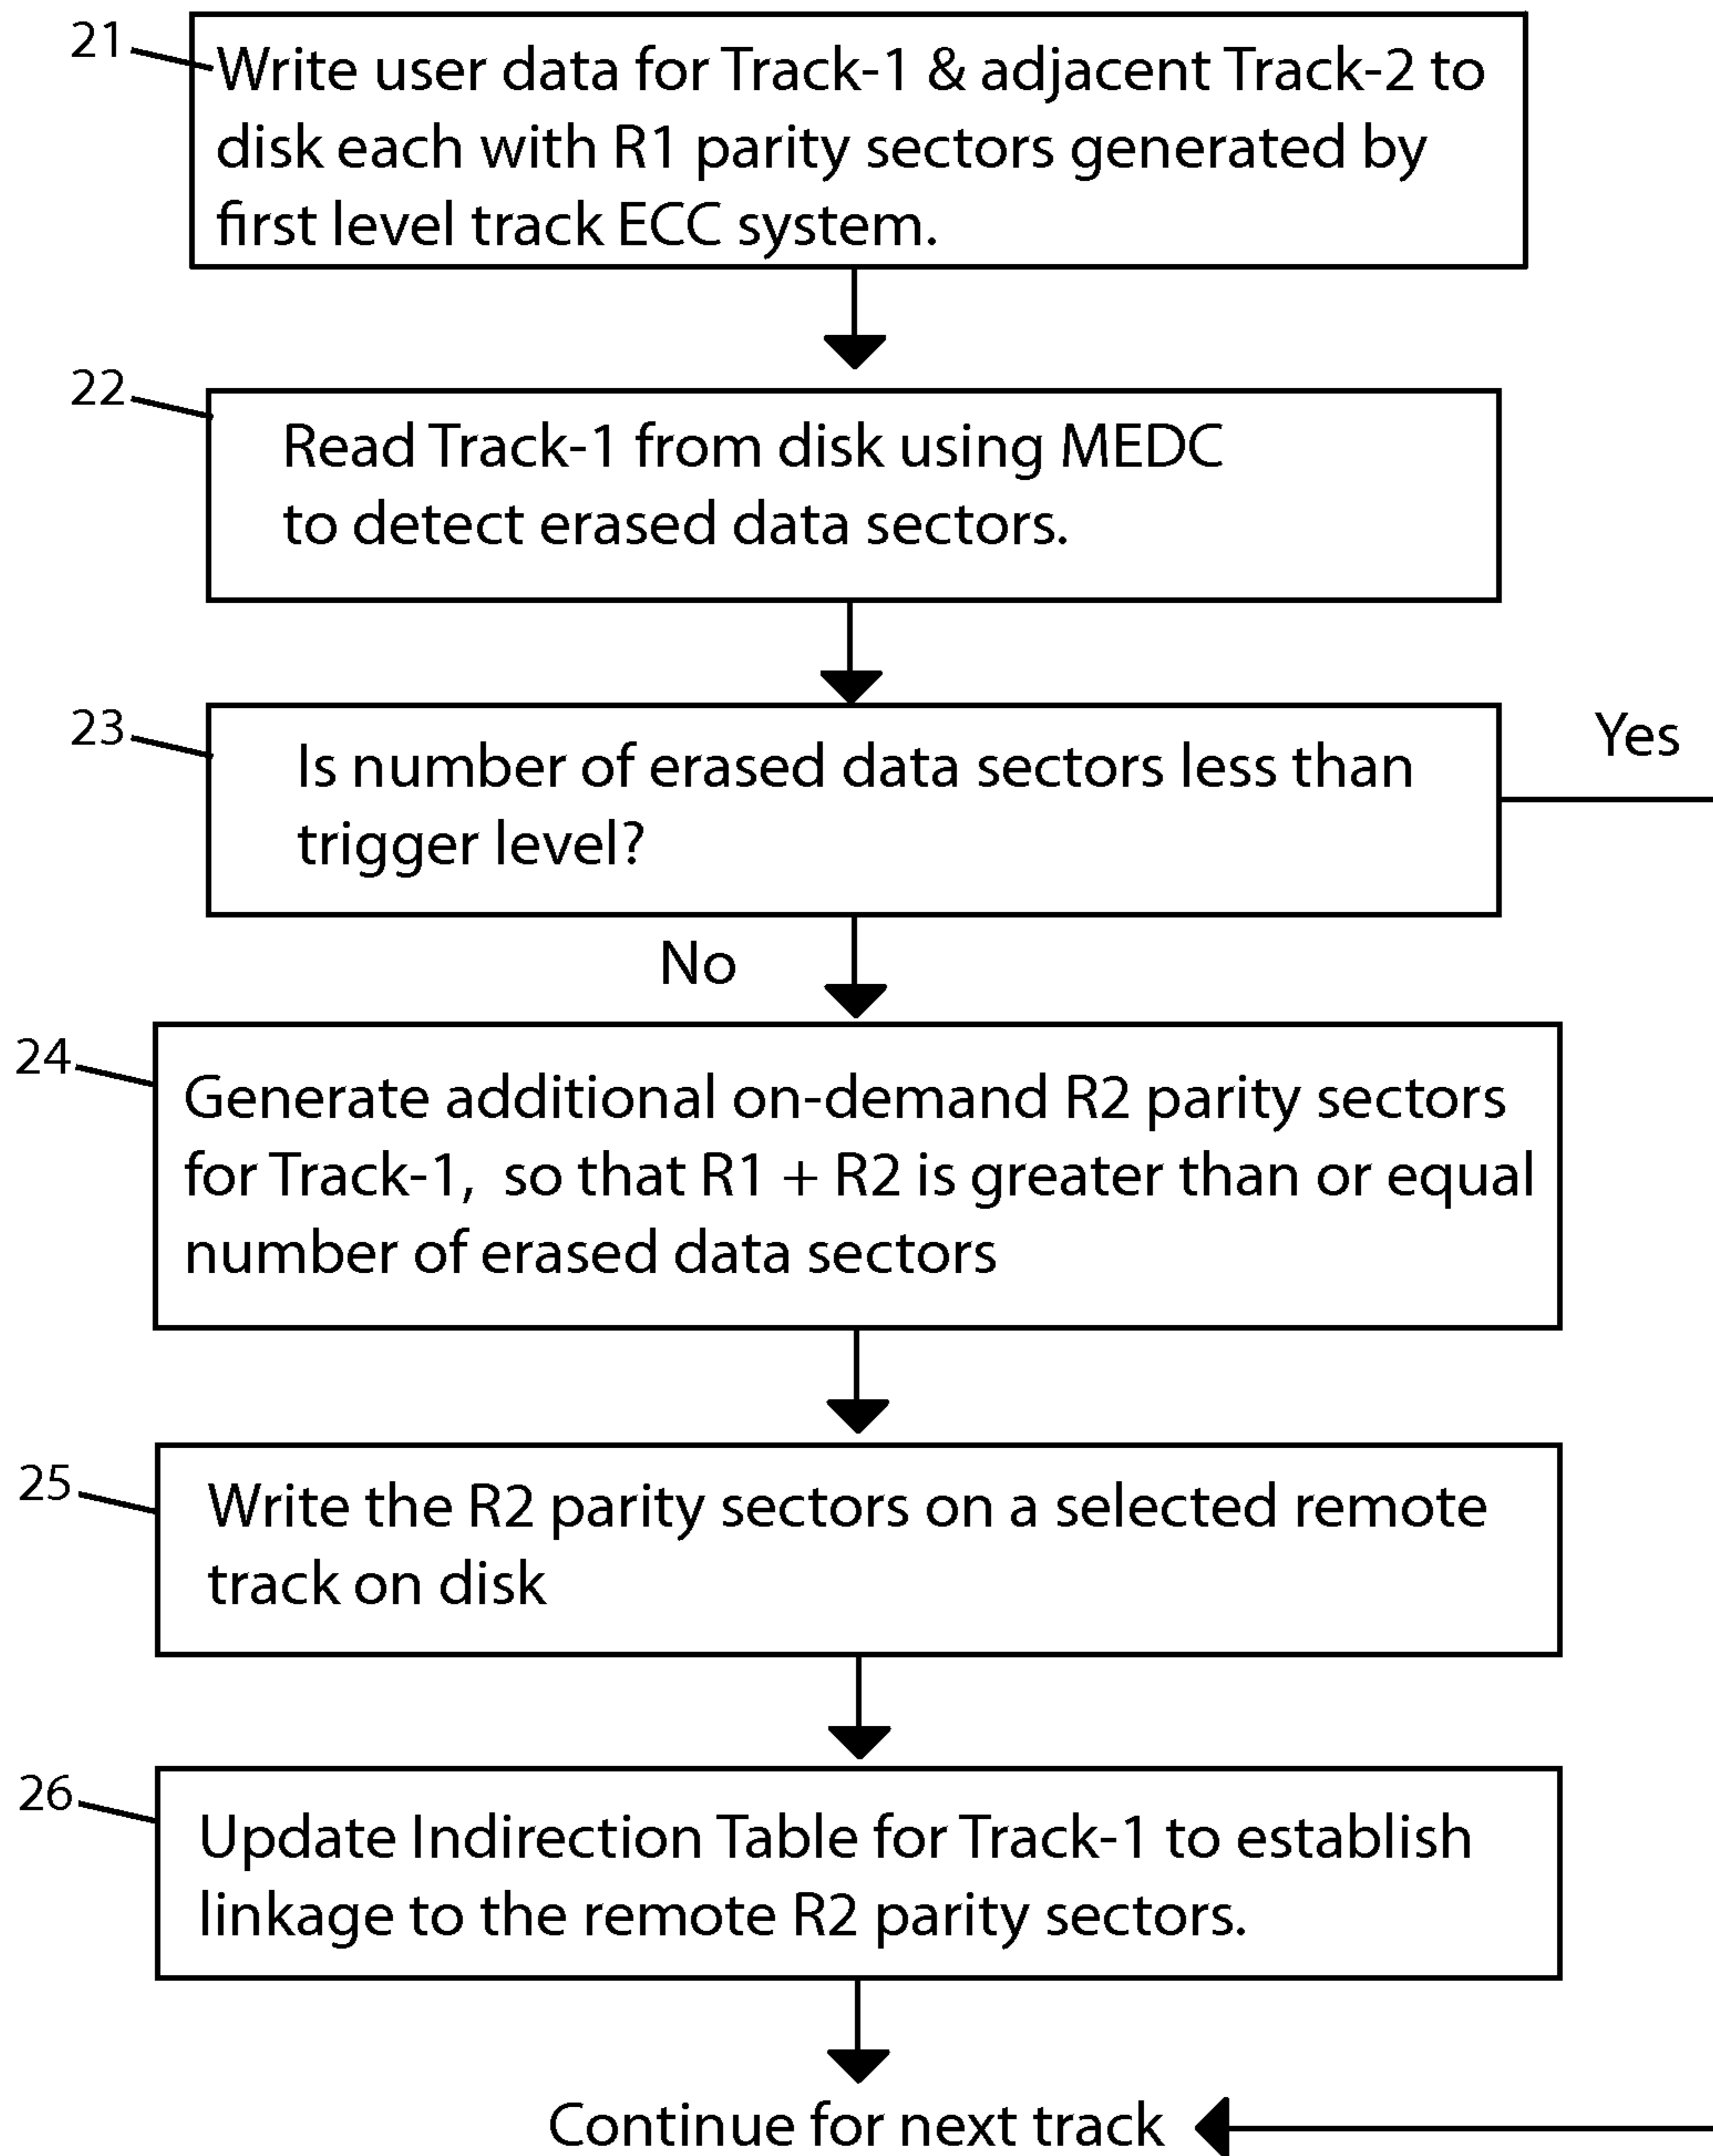 21
Write user data for Track-1 & adjacent Track-2 to
disk each with R1 parity sectors generated by
first level track ECC system.
22
Read Track-1 from disk using MEDC
to detect erased data sectors.
23
Is number of erased data sectors less than
trigger level?
Yes
No
24
Generate additional on-demand R2 parity sectors
for Track-1, so that R1 + R2 is greater than or equal
number of erased data sectors
25
Write the R2 parity sectors on a selected remote
track on disk
26
Update Indirection Table for Track-1 to establish
linkage to the remote R2 parity sectors.
Continue for next track